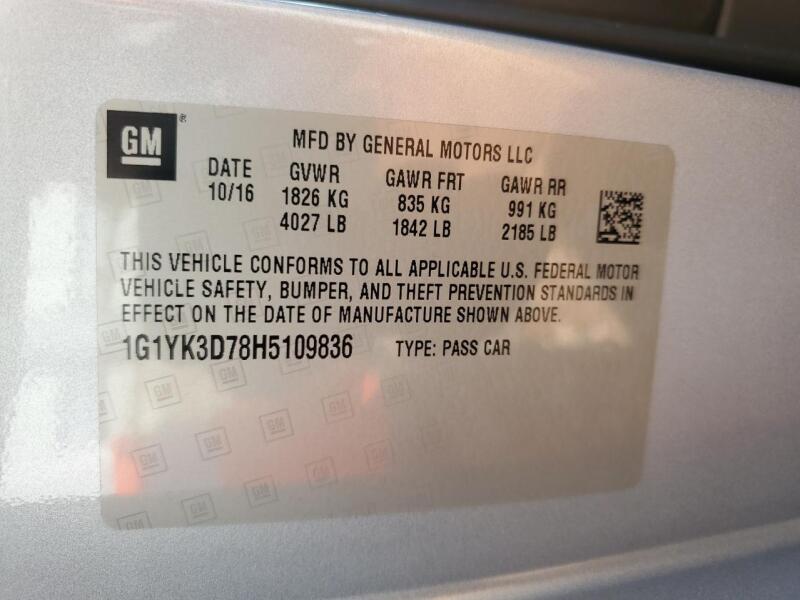 GM®
MFD BY GENERAL MOTORS LLC
DATE GVWR GAWR FRT GAWR RR
10/16 1826 KG 835 KG 991 KG
4027 LB 1842 LB 2185 LB
THIS VEHICLE CONFORMS TO ALL APPLICABLE U.S. FEDERAL MOTOR
VEHICLE SAFETY, BUMPER, AND THEFT PREVENTION STANDARDS IN
EFFECT ON THE DATE OF MANUFACTURE SHOWN ABOVE.
1G1YK3D78H5109836 TYPE: PASS CAR